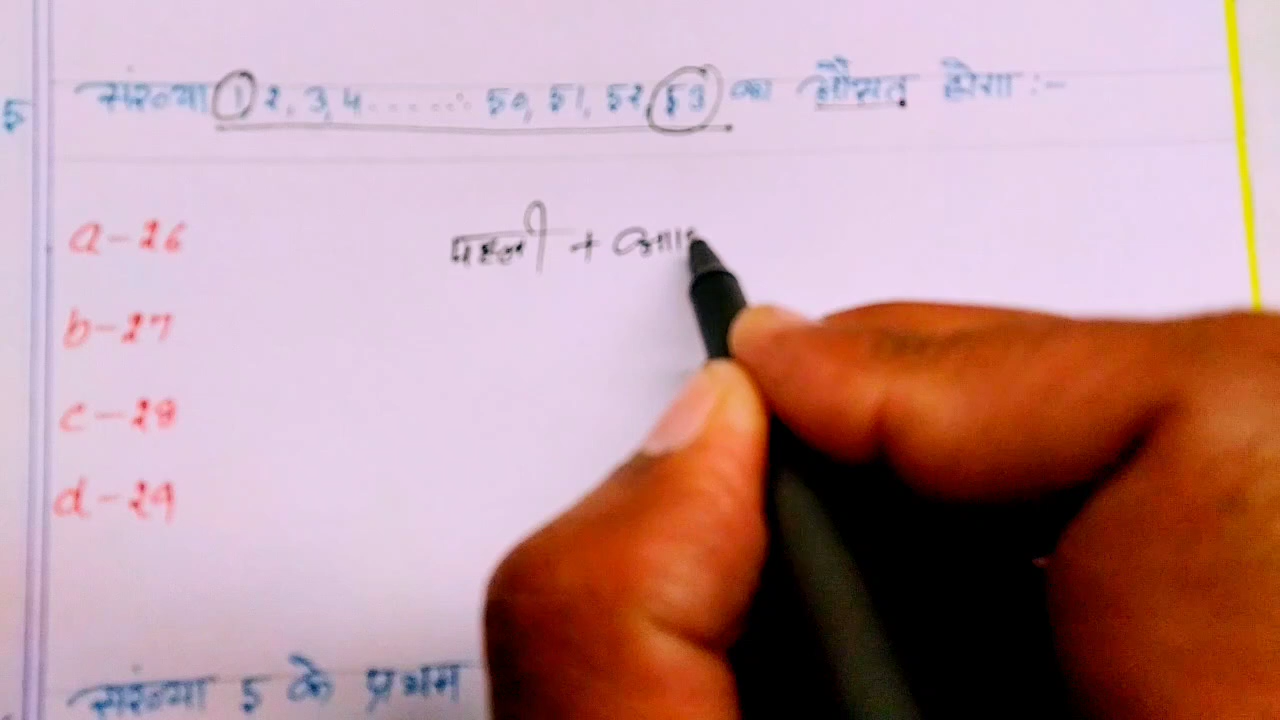 5 संख्या 1 2, 3, 4 ....... 50, 51, 52, 53 का औसत होगा :-
पहली +
a-26
b-27
c-28
d-29
संख्या 5 के प्रथम